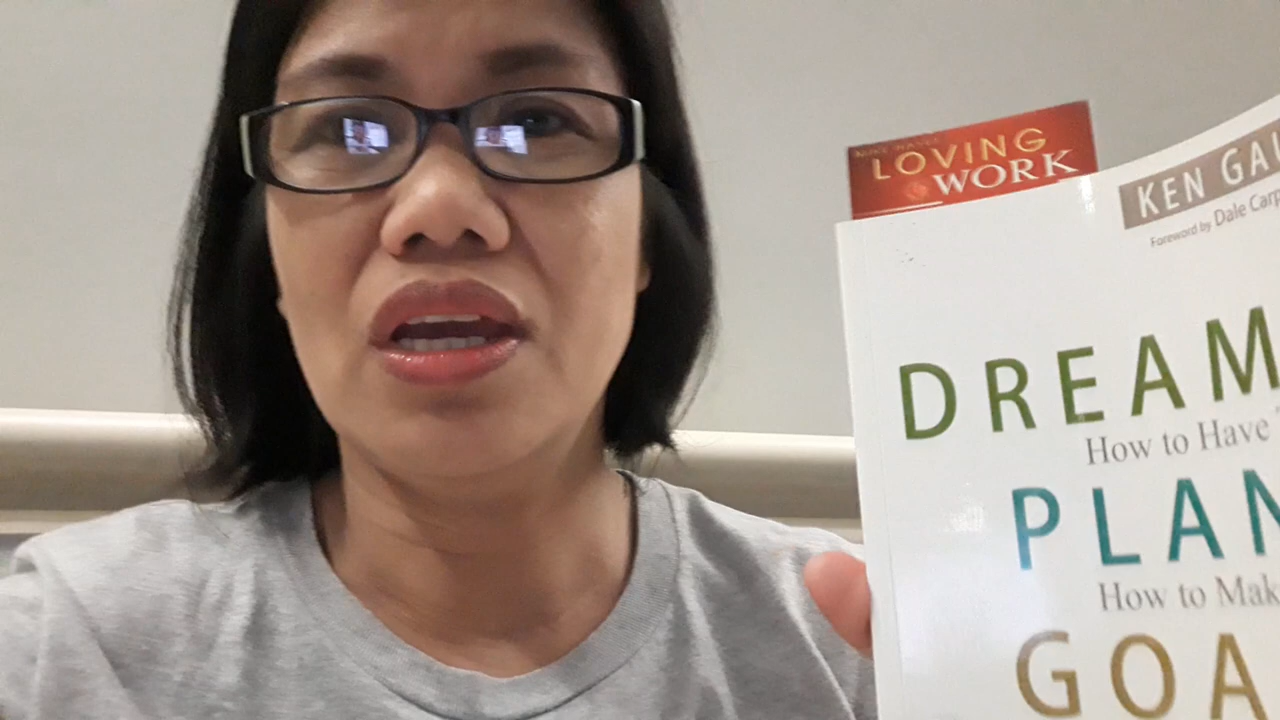 LOVING
WORK
KEN GA
Foreword by Dale Carp
DREAM
How to Have
PLAN
How to Mak
GOA